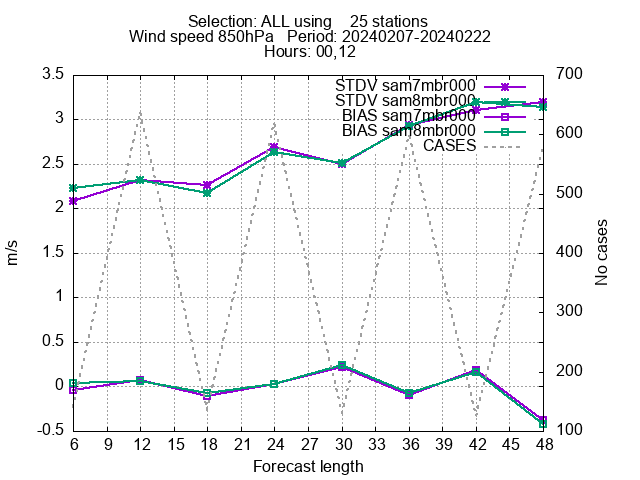 Selection: ALL using 25 stations
Wind speed 850hPa Period: 20240207-20240222
Hours: 00,12
STDV sam7mbr000
STDV sam8mbr000
BIAS sam7mbr000
BIAS sam8mbr000
CASES
3.5
3
2.5
2
1.5
1
0.5
0
-0.5
m/s
700
600
500
400
300
200
100
No cases
6 9 12 15 18 21 24 27 30 33 36 39 42 45 48
Forecast length